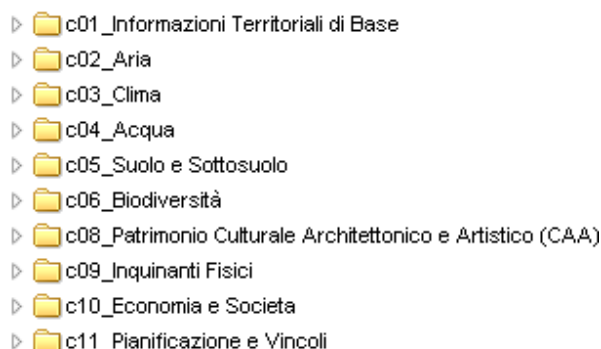 c01_Informazioni Territoriali di Base
c02_Aria
c03_Clima
c04_Acqua
c05_Suolo e Sottosuolo
c06_Biodiversità
c08_Patrimonio Culturale Architettonico e Artistico (CAA)
c09_Inquinanti Fisici
c10_Economia e Societa
c11_Pianificazione e Vincoli